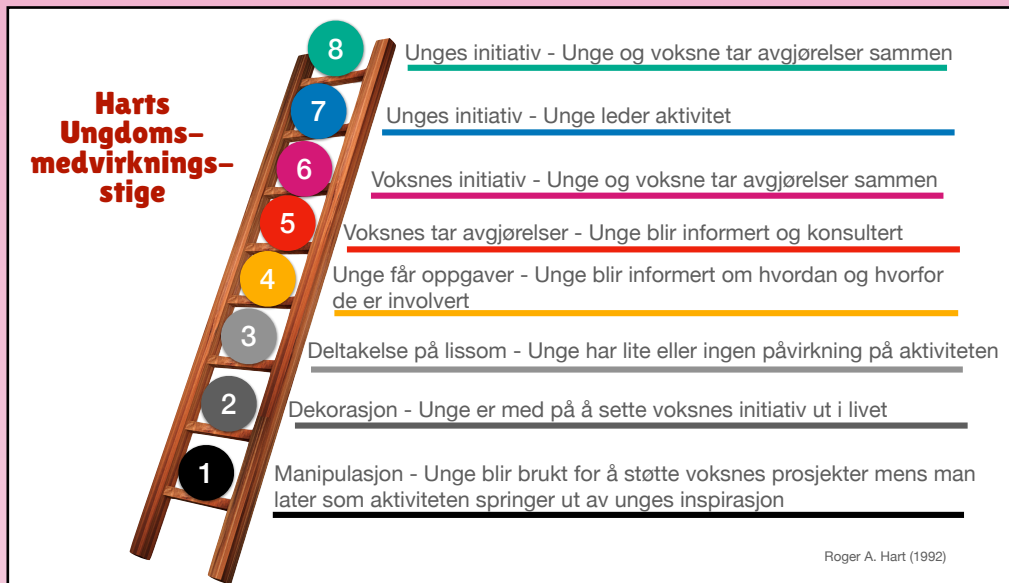 Harts
Ungdoms-
medvirknings-
stige
8
Unges initiativ - Unge og voksne tar avgjørelser sammen
7
Unges initiativ - Unge leder aktivitet
6
Voksnes initiativ - Unge og voksne tar avgjørelser sammen
5
Voksnes tar avgjørelser - Unge blir informert og konsultert
4
Unge får oppgaver - Unge blir informert om hvordan og hvorfor
de er involvert
3
Deltakelse på lissom - Unge har lite eller ingen påvirkning på aktiviteten
2
Dekorasjon - Unge er med på å sette voksnes initiativ ut i livet
1
Manipulasjon - Unge blir brukt for å støtte voksnes prosjekter mens man
later som aktiviteten springer ut av unges inspirasjon
Roger A. Hart (1992)